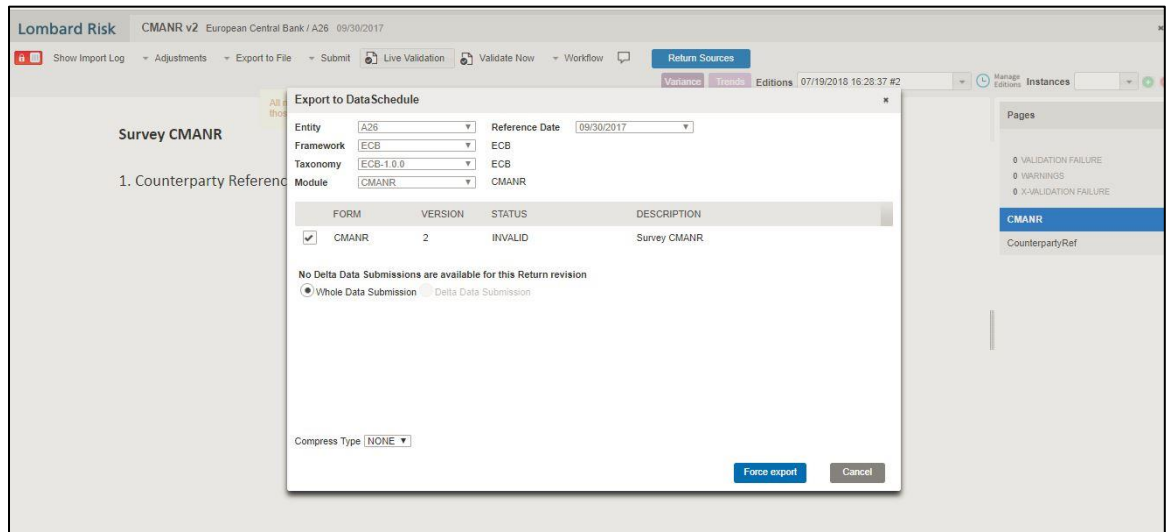 Lombard Risk CMANR v2 European Central Bank / A26 09/30/2017
Show Import Log Adjustments Export to File Submit Live Validation Validate Now Workflow Return Sources
Variance Trends Editions 07/19/2018 16:28:37 #2 Manage Editions Instances
All
those
Survey CMANR
1. Counterparty Referenc
Export to DataSchedule
Entity A26 Reference Date 09/30/2017
Framework ECB ECB
Taxonomy ECB-1.0.0 ECB
Module CMANR CMANR
FORM VERSION STATUS DESCRIPTION
CMANR 2 INVALID Survey CMANR
No Delta Data Submissions are available for this Return revision
Whole Data Submission Delta Data Submission
Compress Type NONE
Force export Cancel
Pages
0 VALIDATION FAILURE
0 WARNINGS
0 X-VALIDATION FAILURE
CMANR
CounterpartyRef